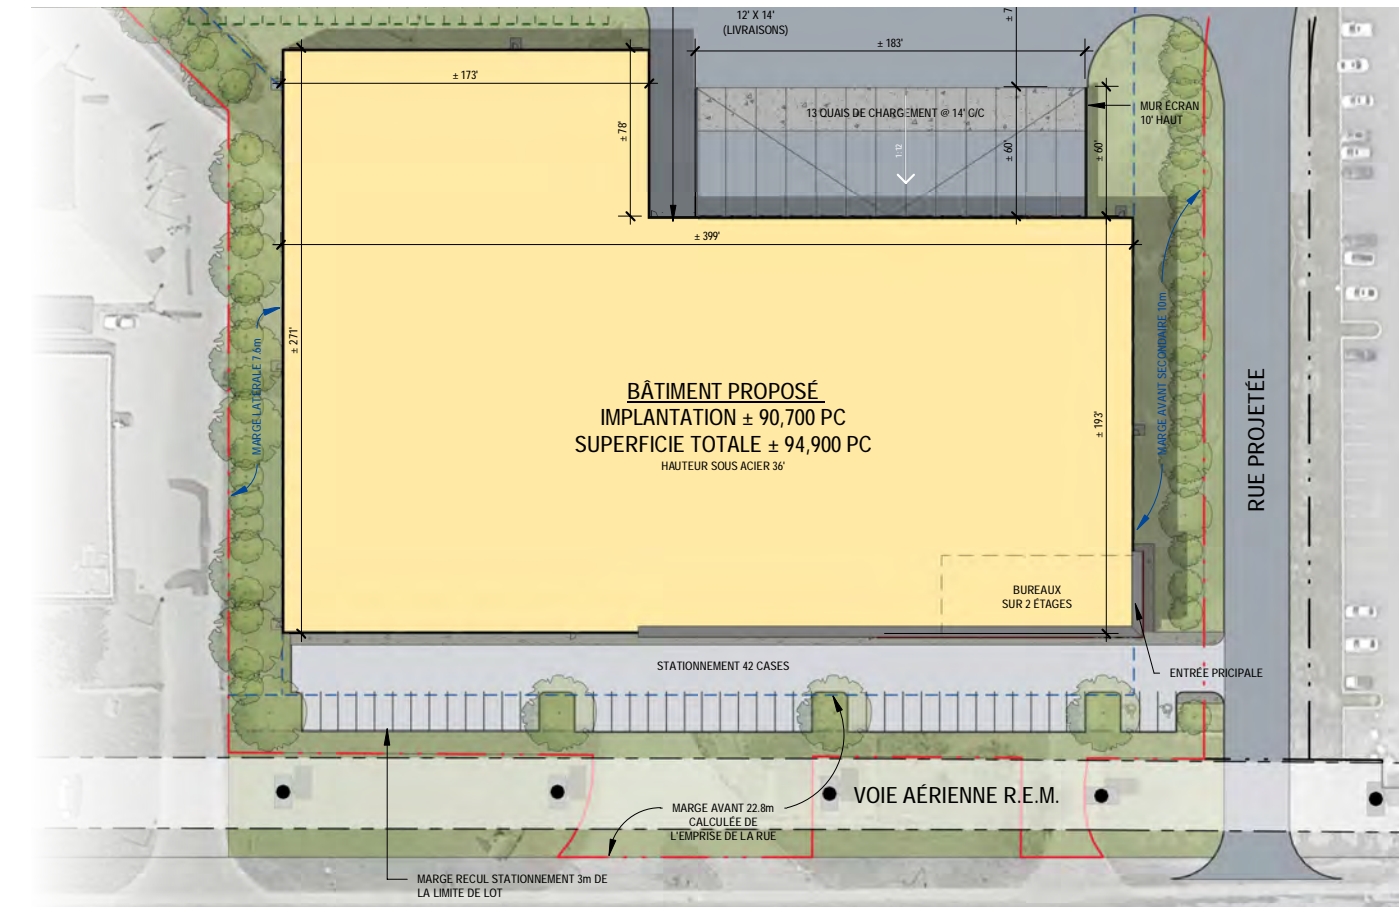 12' X 14'
(LIVRAISONS)
± 7
± 183'
± 173'
± 78'
13 QUAIS DE CHARGEMENT @ 14' C/C
1:12
± 60'
± 60'
MUR ÉCRAN
10' HAUT
± 399'
± 271'
MARGE LATÉRALE 7.6m
MARGE AVANT SECONDAIRE 10m
RUE PROJETÉE
BÂTIMENT PROPOSÉ
IMPLANTATION ± 90,700 PC
SUPERFICIE TOTALE ± 94,900 PC
HAUTEUR SOUS ACIER 36'
± 193'
BUREAUX
SUR 2 ÉTAGES
STATIONNEMENT 42 CASES
ENTRÉE PRICIPALE
VOIE AÉRIENNE R.E.M.
MARGE AVANT 22.8m
CALCULÉE DE
L'EMPRISE DE LA RUE
MARGE RECUL STATIONNEMENT 3m DE
LA LIMITE DE LOT